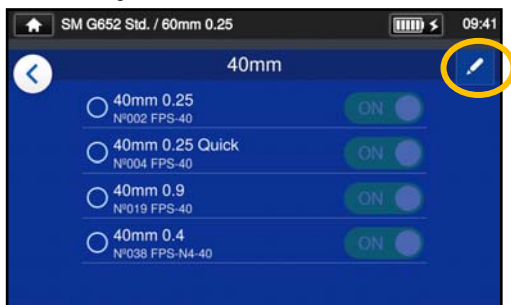 SM G652 Std. / 60mm 0.25 09:41
40mm
40mm 0.25
ON
Nº002 FPS-40
40mm 0.25 Quick
ON
Nº004 FPS-40
40mm 0.9
ON
Nº019 FPS-40
40mm 0.4
ON
Nº038 FPS-N4-40